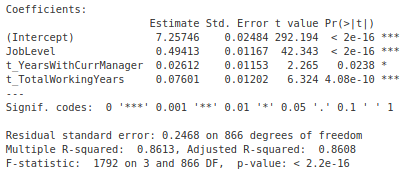 Coefficients:
                      Estimate Std. Error t value Pr(>|t|)
(Intercept)            7.25746    0.02484 292.194  < 2e-16 ***
JobLevel               0.49413    0.01167  42.343  < 2e-16 ***
t_YearsWithCurrManager 0.02612    0.01153   2.265   0.0238 *
t_TotalWorkingYears    0.07601    0.01202   6.324 4.08e-10 ***
---
Signif. codes:  0 '***' 0.001 '**' 0.01 '*' 0.05 '.' 0.1 ' ' 1
Residual standard error: 0.2468 on 866 degrees of freedom
Multiple R-squared:  0.8613, Adjusted R-squared:  0.8608
F-statistic:  1792 on 3 and 866 DF,  p-value: < 2.2e-16